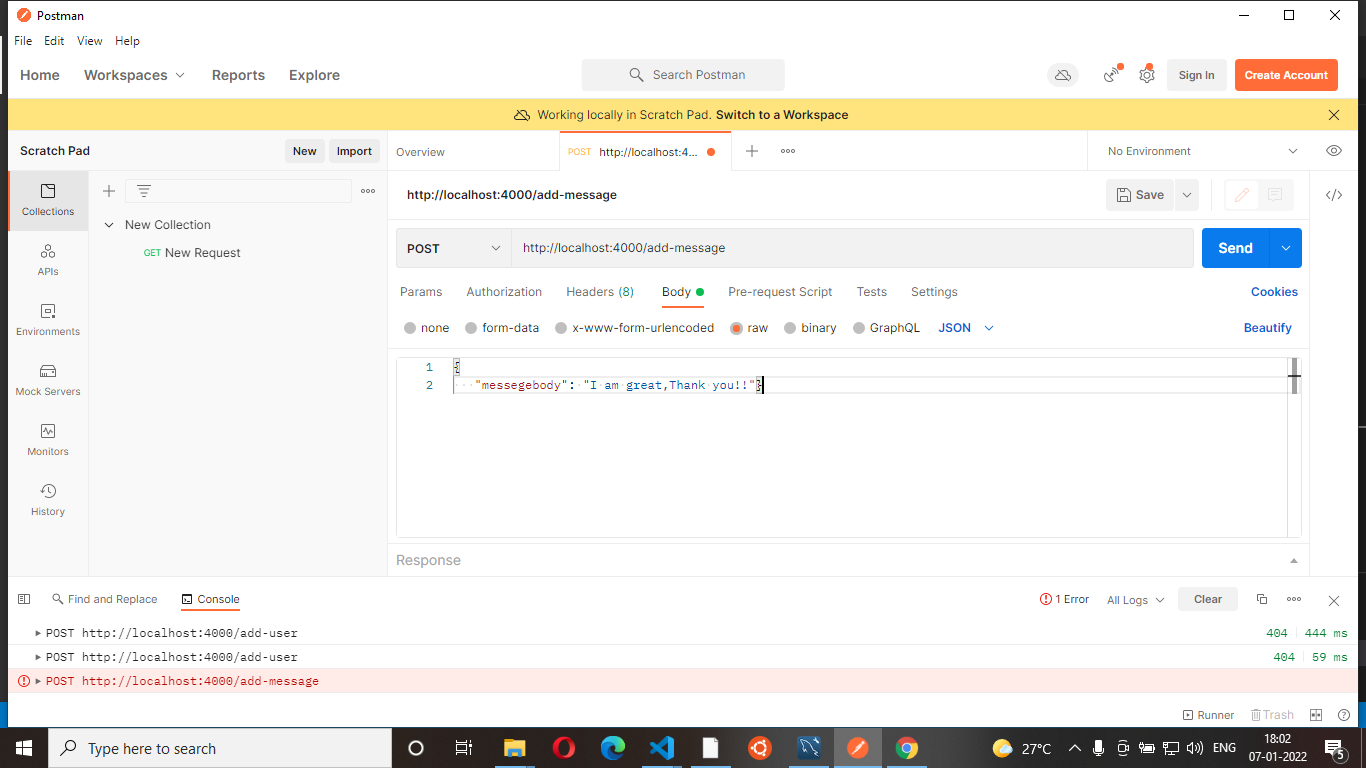 Postman
File Edit View Help
Home Workspaces Reports Explore Search Postman Sign In Create Account
Working locally in Scratch Pad. Switch to a Workspace
Scratch Pad New Import Overview POST http://localhost:4... No Environment
Collections
http://localhost:4000/add-message Save
New Collection
GET New Request
POST http://localhost:4000/add-message Send
APIs
Params Authorization Headers (8) Body Pre-request Script Tests Settings Cookies
Environments
none form-data x-www-form-urlencoded raw binary GraphQL JSON Beautify
Mock Servers
1 {
2 "messegebody": "I am great,Thank you!!"}
Monitors
History
Response
Find and Replace Console 1 Error All Logs Clear
POST http://localhost:4000/add-user 404 444 ms
POST http://localhost:4000/add-user 404 59 ms
POST http://localhost:4000/add-message
Runner Trash
Type here to search 27°C ENG 18:02
07-01-2022 5